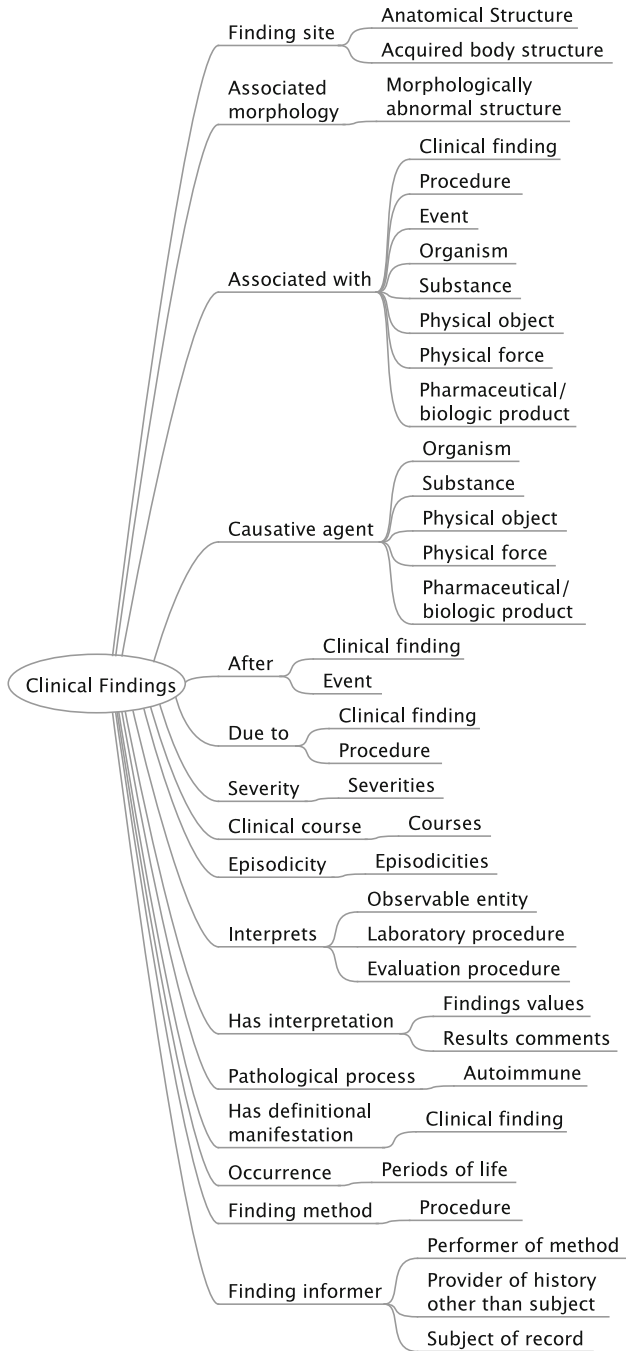 Clinical Findings
Finding site
Anatomical Structure
Acquired body structure
Associated
morphology
Morphologically
abnormal structure
Associated with
Clinical finding
Procedure
Event
Organism
Substance
Physical object
Physical force
Pharmaceutical/
biologic product
Causative agent
Organism
Substance
Physical object
Physical force
Pharmaceutical/
biologic product
After
Clinical finding
Event
Due to
Clinical finding
Procedure
Severity
Severities
Clinical course
Courses
Episodicity
Episodicities
Interprets
Observable entity
Laboratory procedure
Evaluation procedure
Has interpretation
Findings values
Results comments
Pathological process
Autoimmune
Has definitional
manifestation
Clinical finding
Occurrence
Periods of life
Finding method
Procedure
Finding informer
Performer of method
Provider of history
other than subject
Subject of record